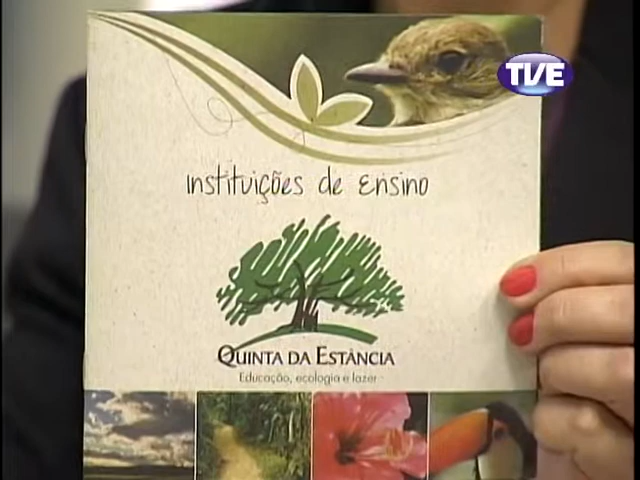 TVE
Instituições de Ensino
QUINTA DA ESTÂNCIA
Educação, ecologia e lazer